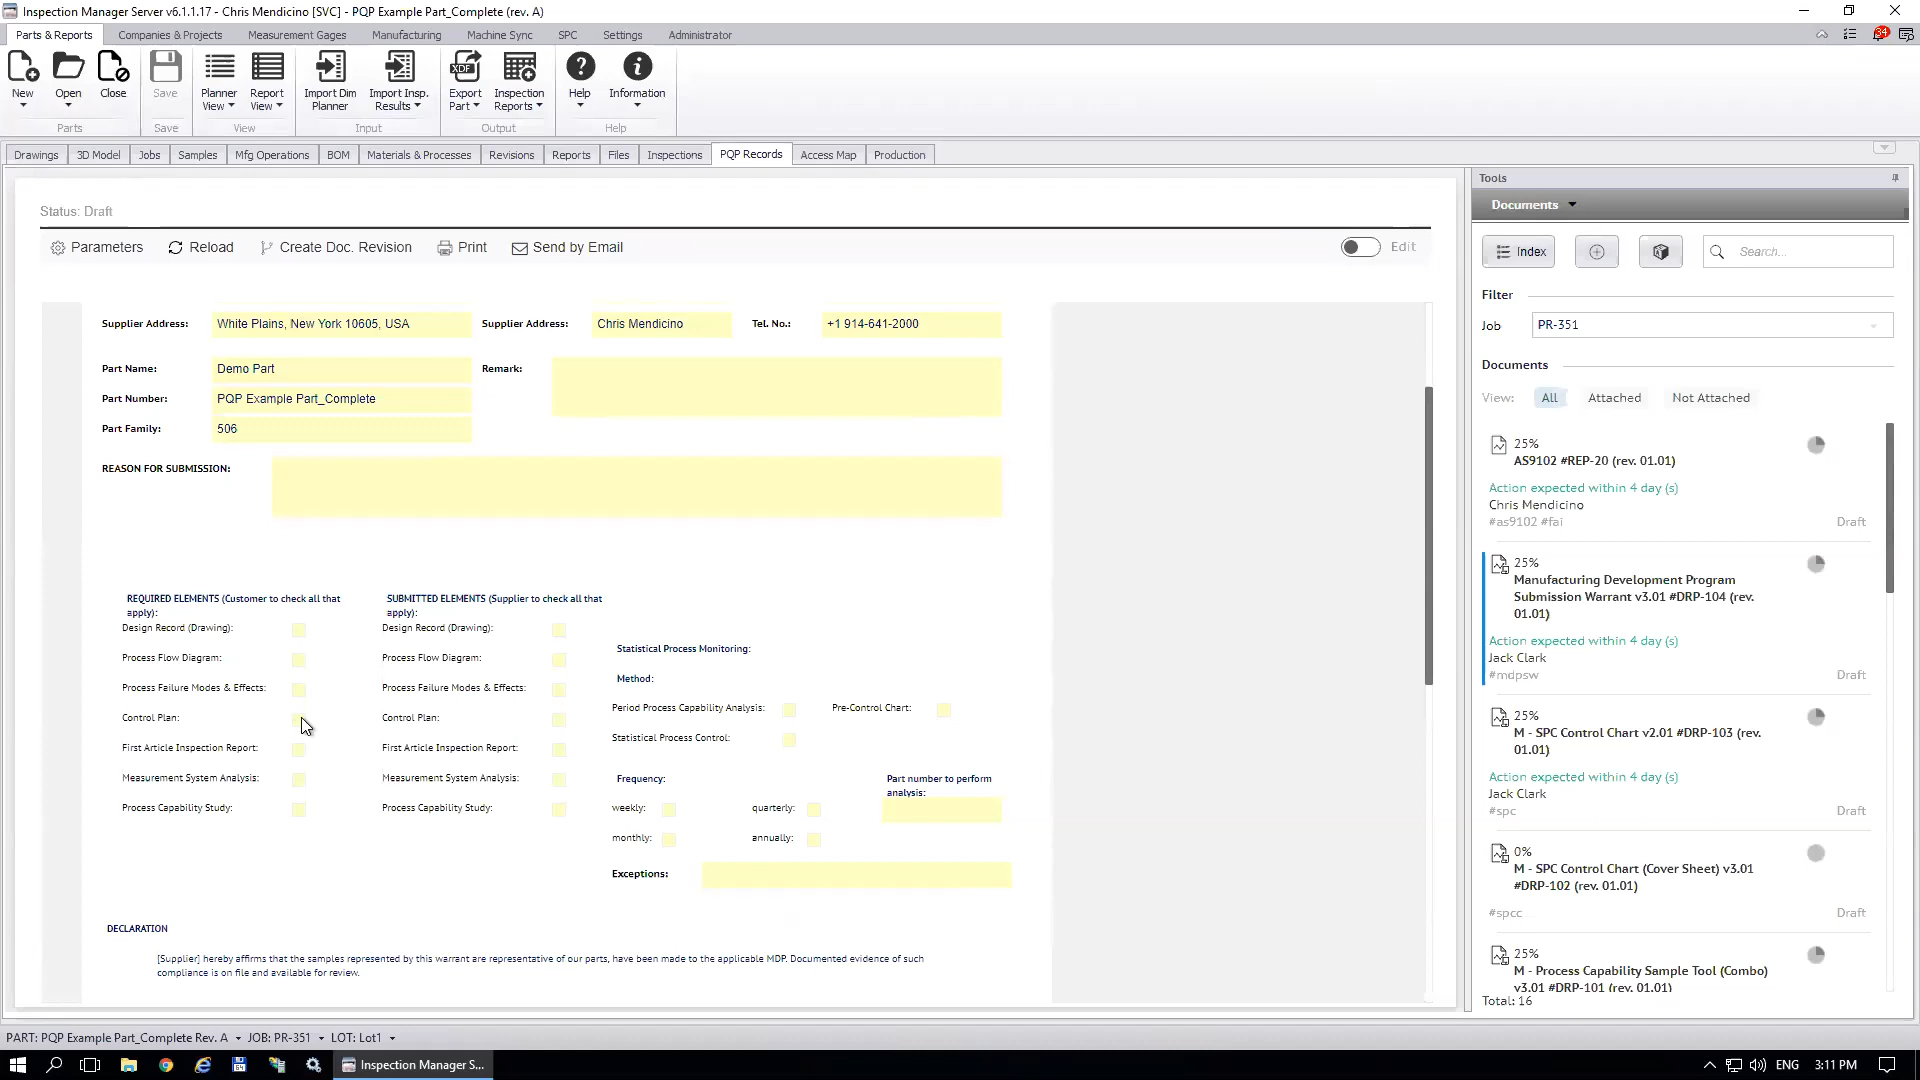 Inspection Manager Server v6.1.1.17 - Chris Mendicino [SVC] - PQP Example Part_Complete (rev. A)
Parts & Reports Companies & Projects Measurement Gages Manufacturing Machine Sync SPC Settings Administrator
34
New Open Close Save Planner View Report View Import Dim Planner Import Insp. Results XDF Export Part Inspection Reports Help Information
Parts Save View Input Output Help
Drawings 3D Model Jobs Samples Mfg Operations BOM Materials & Processes Revisions Reports Files Inspections PQP Records Access Map Production
Status: Draft
Parameters Reload Create Doc. Revision Print Send by Email Edit
Supplier Address: White Plains, New York 10605, USA Supplier Address: Chris Mendicino Tel. No.: +1 914-641-2000
Part Name: Demo Part Remark:
Part Number: PQP Example Part_Complete
Part Family: 506
REASON FOR SUBMISSION:
REQUIRED ELEMENTS (Customer to check all that apply):
Design Record (Drawing):
Process Flow Diagram:
Process Failure Modes & Effects:
Control Plan:
First Article Inspection Report:
Measurement System Analysis:
Process Capability Study:
SUBMITTED ELEMENTS (Supplier to check all that apply):
Design Record (Drawing):
Process Flow Diagram:
Process Failure Modes & Effects:
Control Plan:
First Article Inspection Report:
Measurement System Analysis:
Process Capability Study:
Statistical Process Monitoring:
Method:
Period Process Capability Analysis: Pre-Control Chart:
Statistical Process Control:
Frequency: Part number to perform analysis:
weekly: quarterly:
monthly: annually:
Exceptions:
DECLARATION
[Supplier] hereby affirms that the samples represented by this warrant are representative of our parts, have been made to the applicable MDP. Documented evidence of such
compliance is on file and available for review.
Tools
Documents
Index Search...
Filter
Job PR-351
Documents
View: All Attached Not Attached
25%
AS9102 #REP-20 (rev. 01.01)
Action expected within 4 day (s)
Chris Mendicino
#as9102 #fai Draft
25%
Manufacturing Development Program
Submission Warrant v3.01 #DRP-104 (rev.
01.01)
Action expected within 4 day (s)
Jack Clark
#mdpsw Draft
25%
M - SPC Control Chart v2.01 #DRP-103 (rev.
01.01)
Action expected within 4 day (s)
Jack Clark
#spc Draft
0%
M - SPC Control Chart (Cover Sheet) v3.01
#DRP-102 (rev. 01.01)
#spcc Draft
25%
M - Process Capability Sample Tool (Combo)
v3.01 #DRP-101 (rev. 01.01)
Total: 16
PART: PQP Example Part_Complete Rev. A JOB: PR-351 LOT: Lot1
Inspection Manager S... ENG 3:11 PM